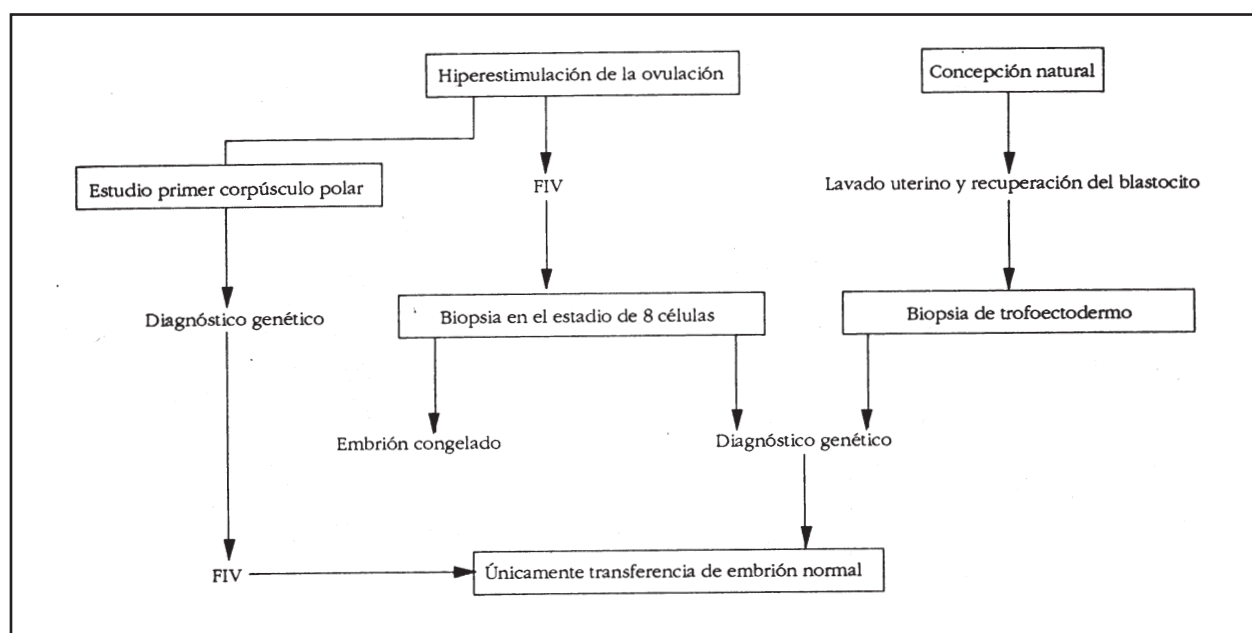 Hiperestimulación de la ovulación
Concepción natural
Estudio primer corpúsculo polar
FIV
Lavado uterino y recuperación del blastocito
Diagnóstico genético
Biopsia en el estadio de 8 células
Biopsia de trofoectodermo
Embrión congelado
Diagnóstico genético
FIV
Únicamente transferencia de embrión normal